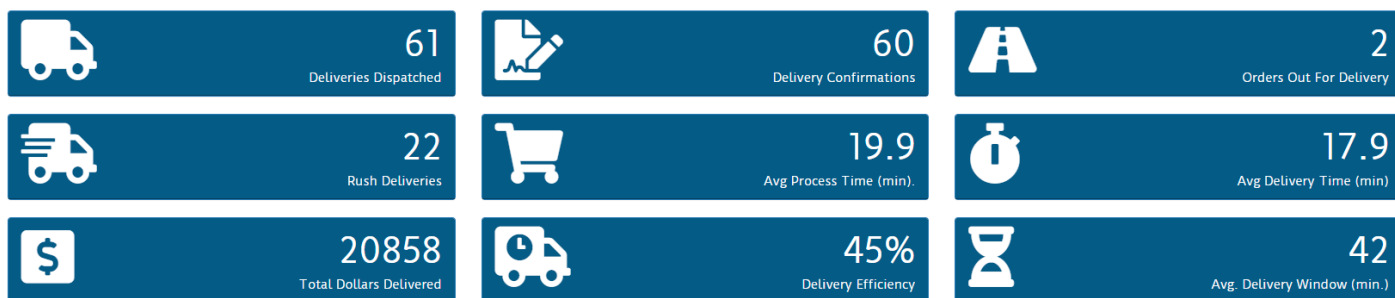 61
Deliveries Dispatched
60
Delivery Confirmations
2
Orders Out For Delivery
22
Rush Deliveries
19.9
Avg Process Time (min).
17.9
Avg Delivery Time (min)
$
20858
Total Dollars Delivered
45%
Delivery Efficiency
42
Avg. Delivery Window (min.)